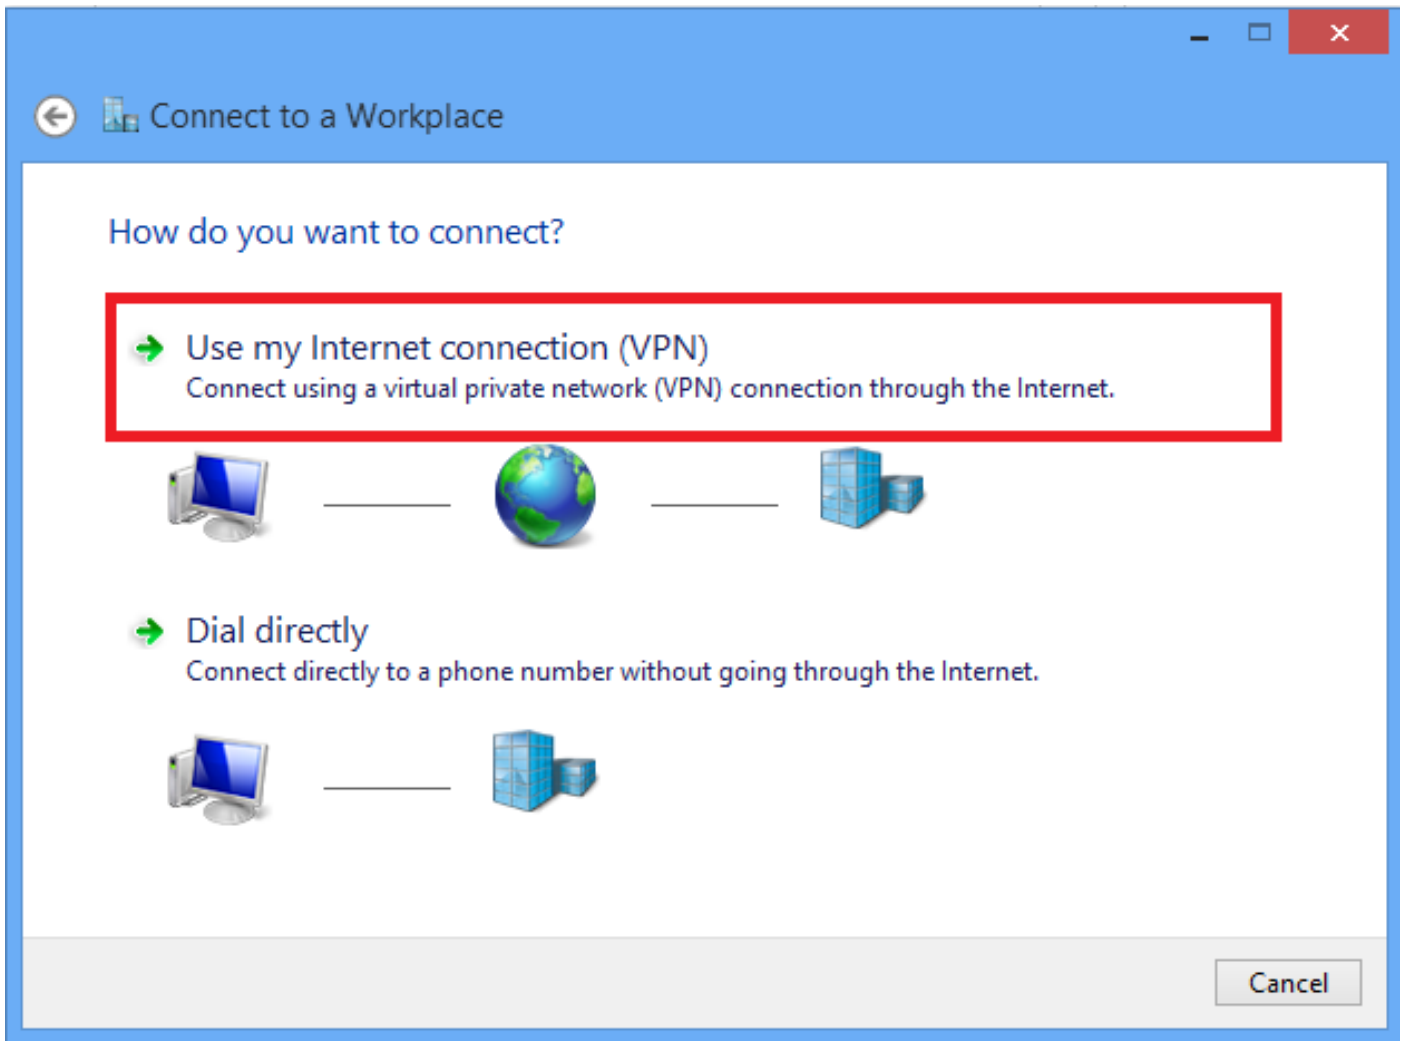 Connect to a Workplace
How do you want to connect?
Use my Internet connection (VPN)
Connect using a virtual private network (VPN) connection through the Internet.
Dial directly
Connect directly to a phone number without going through the Internet.
Cancel